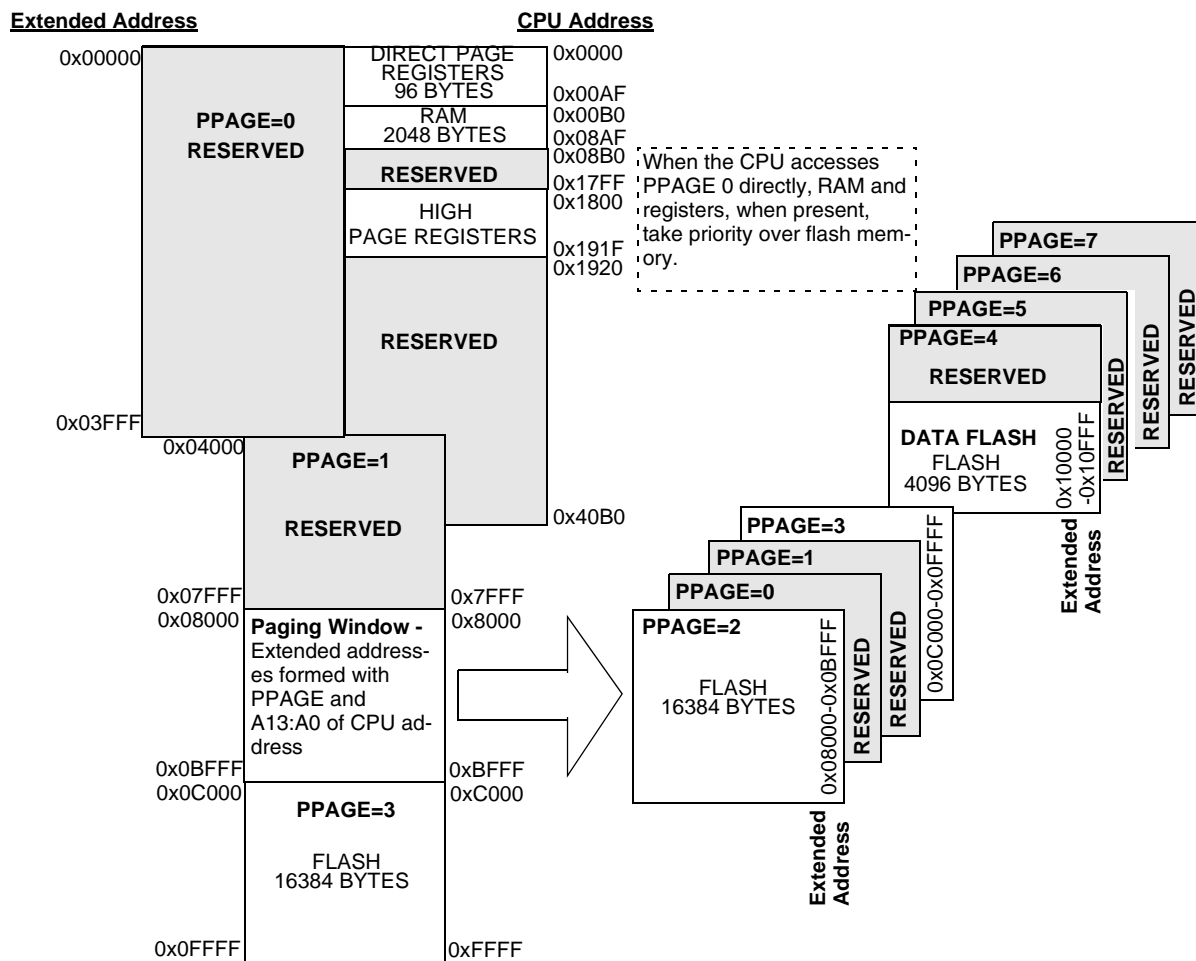 Extended Address
CPU Address
0x00000
PPAGE=0
RESERVED
0x03FFF
DIRECT PAGE
REGISTERS
96 BYTES
0x0000
0x00AF
RAM
2048 BYTES
0x00B0
0x08AF
RESERVED
0x08B0
0x17FF
HIGH
PAGE REGISTERS
0x1800
0x191F
0x1920
RESERVED
0x40B0
When the CPU accesses
PPAGE 0 directly, RAM and
registers, when present,
take priority over flash mem-
ory.
0x04000
PPAGE=1
RESERVED
0x07FFF
0x7FFF
0x08000
0x8000
Paging Window -
Extended address-
es formed with
PPAGE and
A13:A0 of CPU ad-
dress
0x0BFFF
0xBFFF
0x0C000
0xC000
PPAGE=3
FLASH
16384 BYTES
0x0FFFF
0xFFFF
PPAGE=2
FLASH
16384 BYTES
0x08000-0x0BFFF
Extended
Address
PPAGE=0
RESERVED
PPAGE=1
RESERVED
PPAGE=3
0x0C000-0x0FFFF
PPAGE=4
RESERVED
DATA FLASH
FLASH
4096 BYTES
0x10000
-0x10FFF
Extended
Address
PPAGE=5
RESERVED
PPAGE=6
RESERVED
PPAGE=7
RESERVED